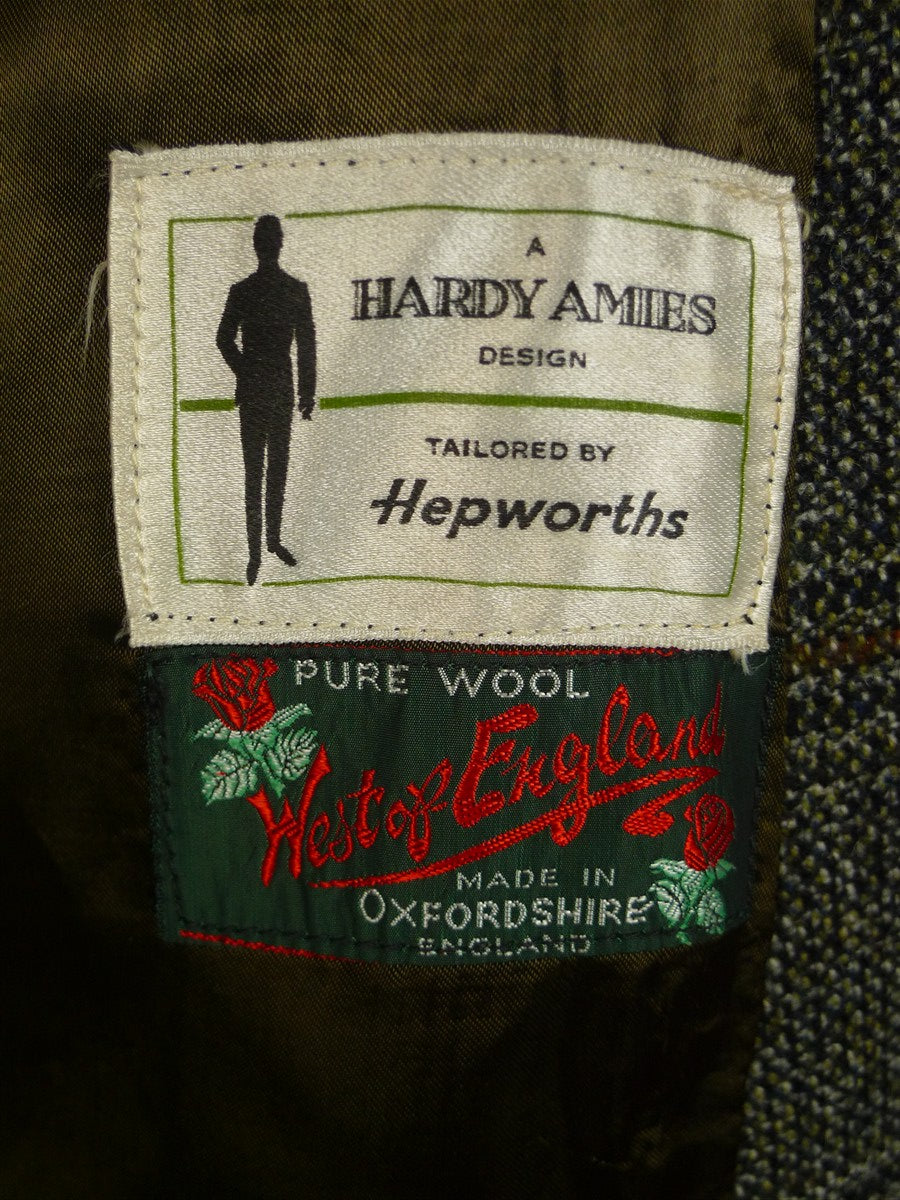 A
HARDY AMIES
DESIGN
TAILORED BY
Hepworths
PURE WOOL
West of England
MADE IN
OXFORDSHIRE
ENGLAND